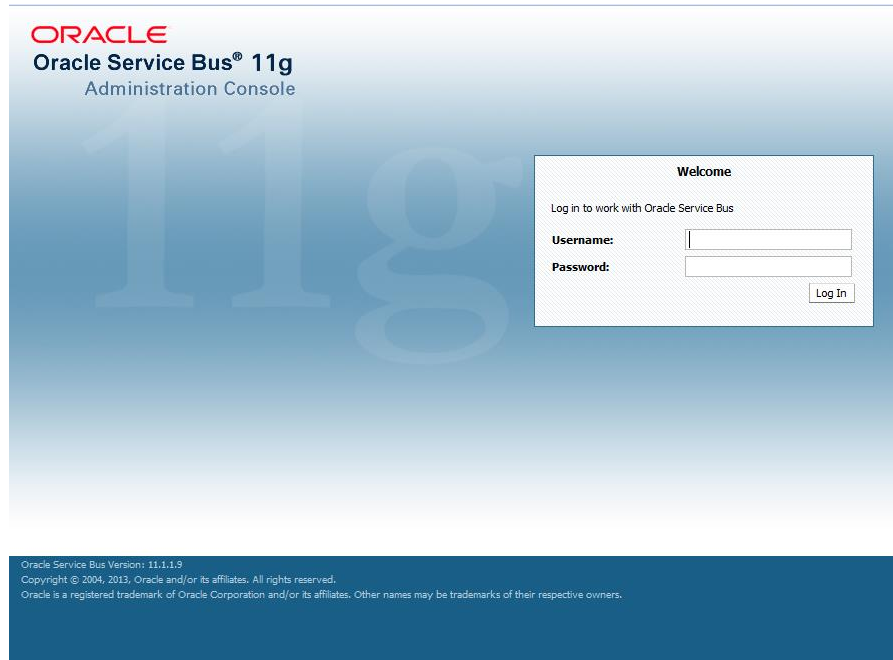 ORACLE
Oracle Service Bus® 11g
Administration Console
11g
Welcome
Log in to work with Oracle Service Bus
Username:
Password:
Log In
Oracle Service Bus Version: 11.1.1.9
Copyright © 2004, 2013, Oracle and/or its affiliates. All rights reserved.
Oracle is a registered trademark of Oracle Corporation and/or its affiliates. Other names may be trademarks of their respective owners.